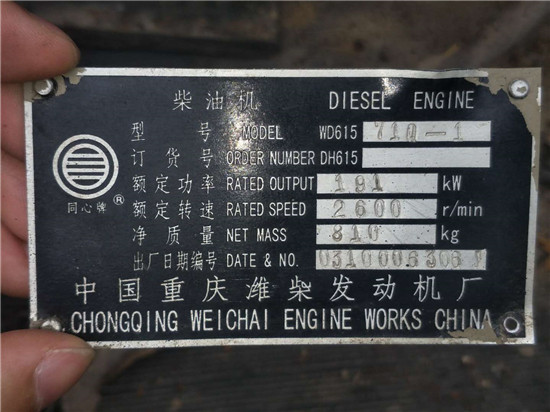 柴油机 DIESEL ENGINE
型号 MODEL WD615
订货号 ORDER NUMBER DH615
额定功率 RATED OUTPUT 191 kW
额定转速 RATED SPEED 2600 r/min
同心牌 ®
净质量 NET MASS 810 kg
出厂日期编号 DATE & NO.
中国重庆潍柴发动机厂
CHONGQING WEICHAI ENGINE WORKS CHINA